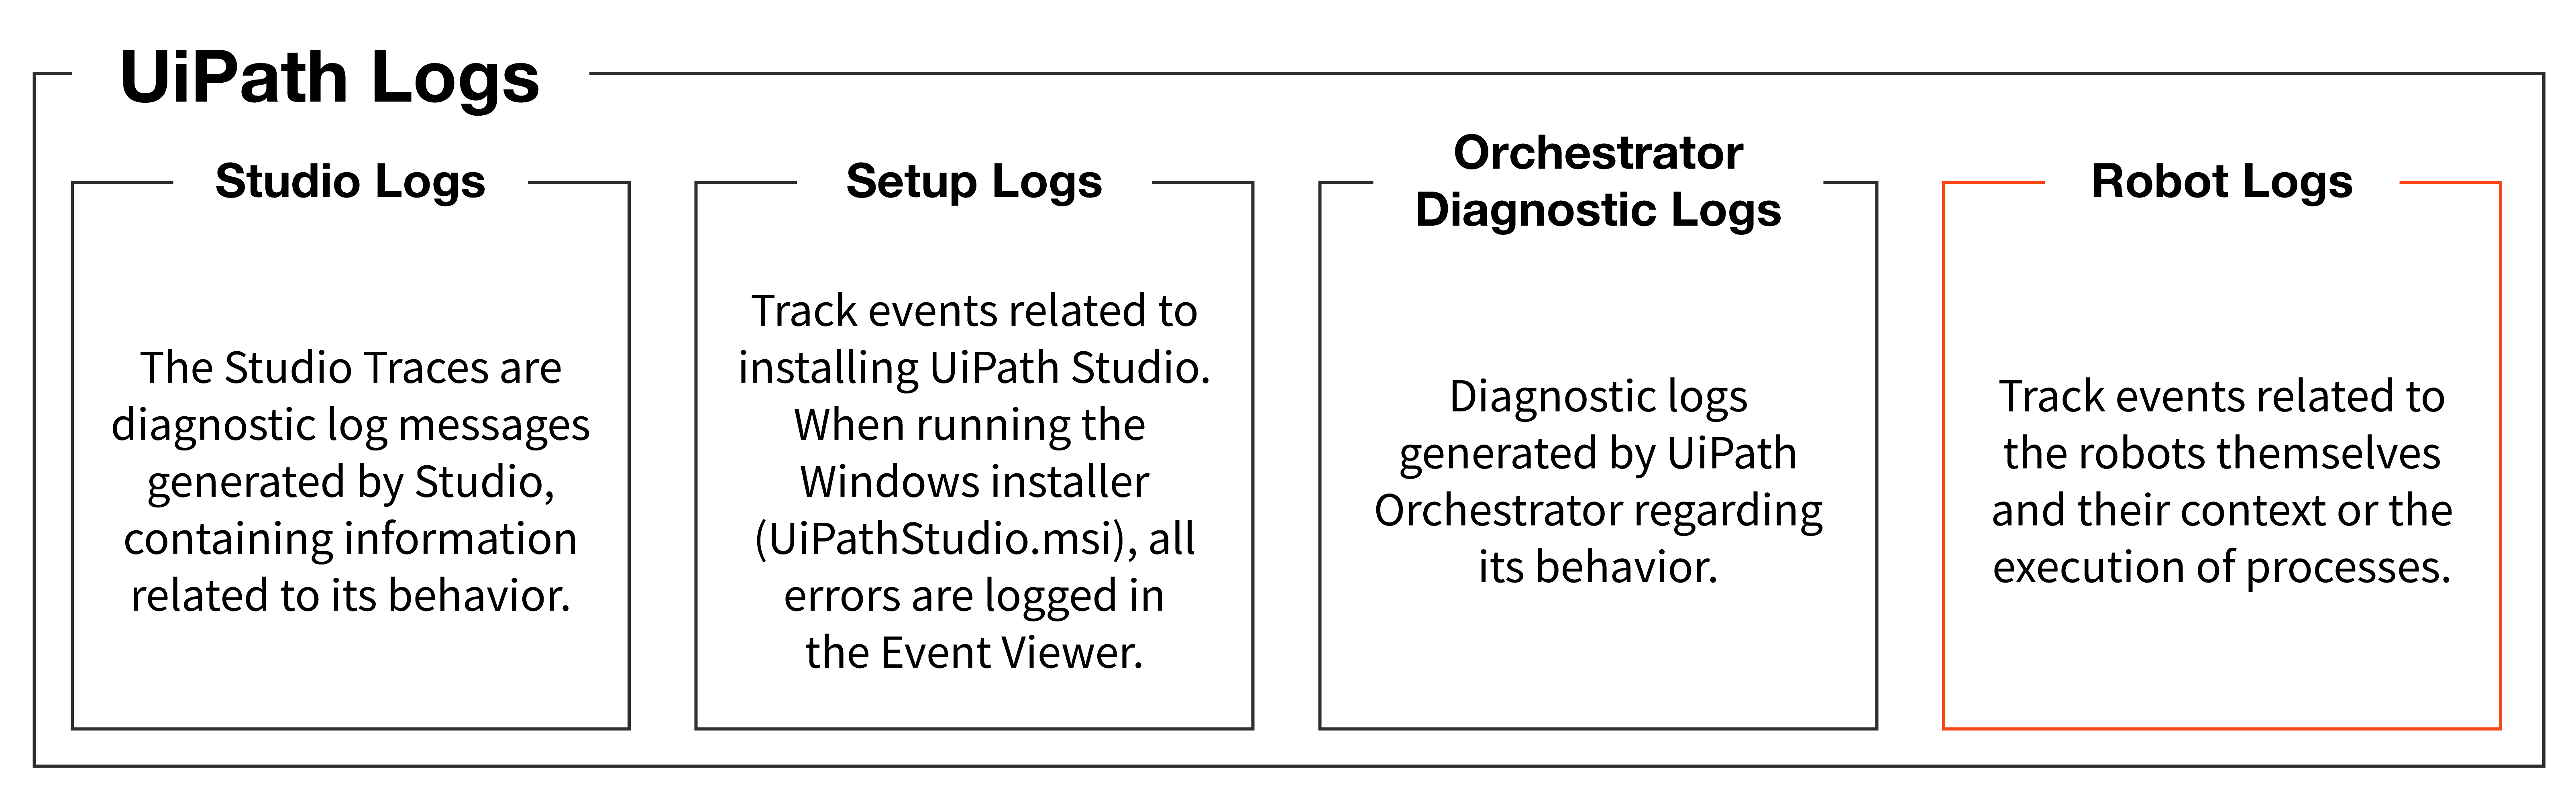 UiPath Logs
Studio Logs
The Studio Traces are
diagnostic log messages
generated by Studio,
containing information
related to its behavior.
Setup Logs
Track events related to
installing UiPath Studio.
When running the
Windows installer
(UiPathStudio.msi), all
errors are logged in
the Event Viewer.
Orchestrator
Diagnostic Logs
Diagnostic logs
generated by UiPath
Orchestrator regarding
its behavior.
Robot Logs
Track events related to
the robots themselves
and their context or the
execution of processes.